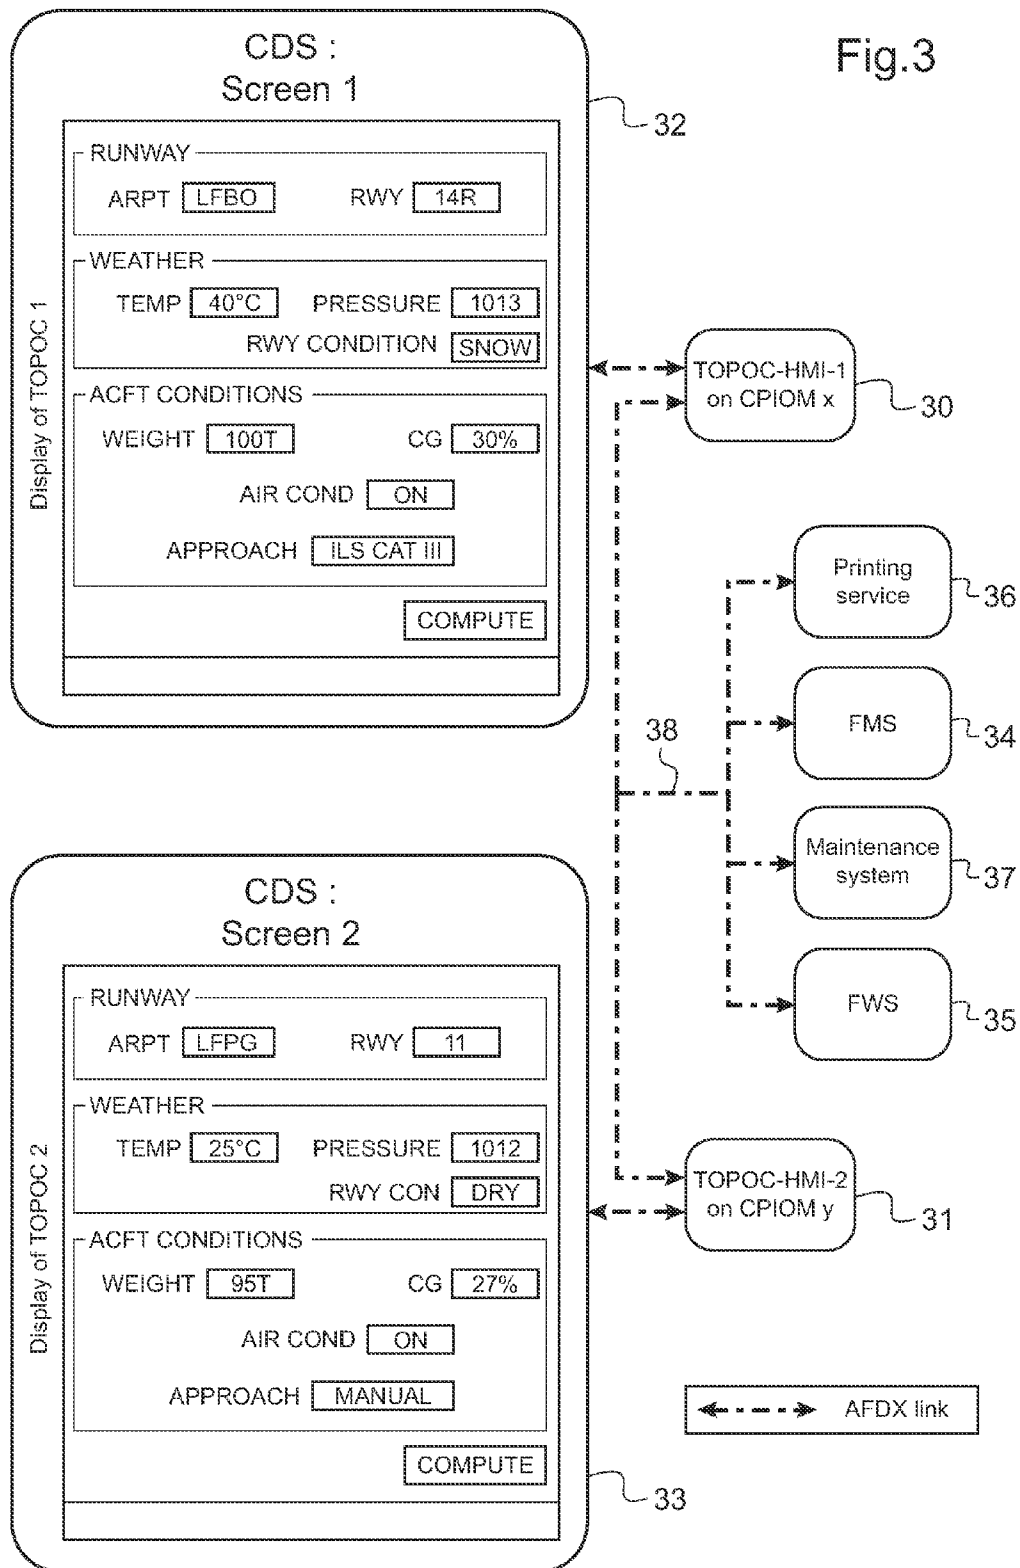 Fig.3
CDS :
Screen 1
32
Display of TOPOC 1
RUNWAY
ARPT LFBO RWY 14R
WEATHER
TEMP 40°C PRESSURE 1013
RWY CONDITION SNOW
ACFT CONDITIONS
WEIGHT 100T CG 30%
AIR COND ON
APPROACH ILS CAT III
COMPUTE
TOPOC-HMI-1
on CPIOM x
30
Printing
service
36
FMS
34
38
Maintenance
system
37
FWS
35
CDS :
Screen 2
Display of TOPOC 2
RUNWAY
ARPT LFPG RWY 11
WEATHER
TEMP 25°C PRESSURE 1012
RWY CON DRY
ACFT CONDITIONS
WEIGHT 95T CG 27%
AIR COND ON
APPROACH MANUAL
COMPUTE
33
TOPOC-HMI-2
on CPIOM y
31
AFDX link